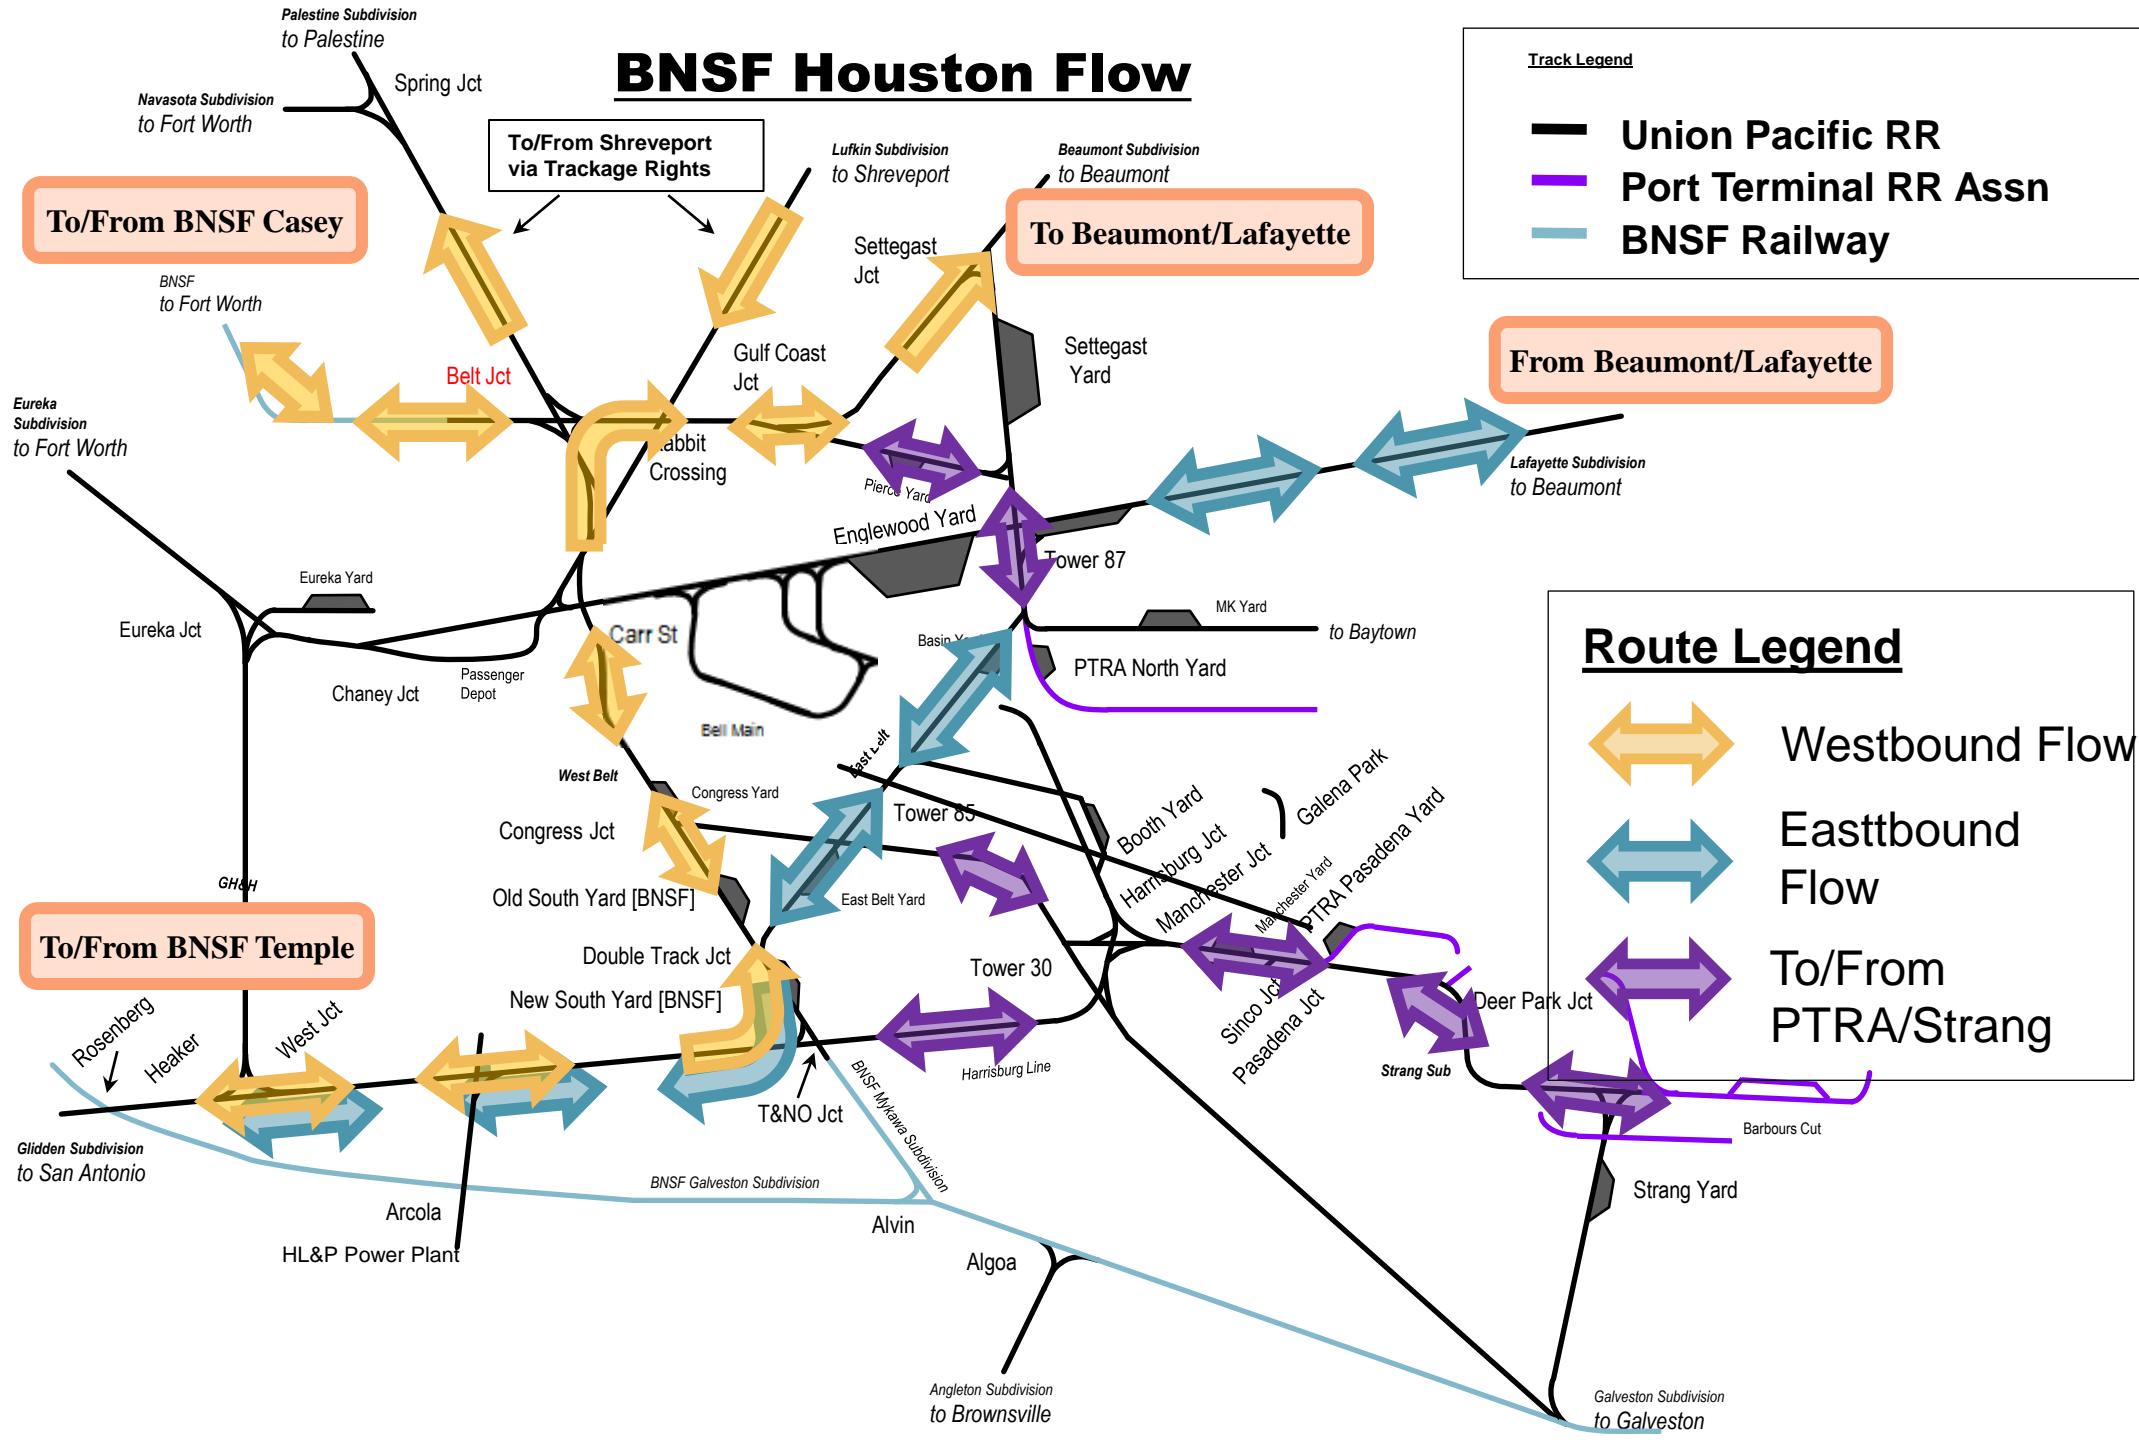 Palestine Subdivision
to Palestine
BNSF Houston Flow
Track Legend
Union Pacific RR
Port Terminal RR Assn
BNSF Railway
Spring Jct
Navasota Subdivision
to Fort Worth
To/From Shreveport
via Trackage Rights
Lufkin Subdivision
to Shreveport
Beaumont Subdivision
to Beaumont
To/From BNSF Casey
To Beaumont/Lafayette
Settegast
Jct
BNSF
to Fort Worth
Belt Jct
Gulf Coast
Jct
Settegast
Yard
From Beaumont/Lafayette
Eureka
Subdivision
to Fort Worth
Crossing
Pierce Yard
Lafayette Subdivision
to Beaumont
Englewood Yard
Tower 87
Eureka Yard
Eureka Jct
Carr St
MK Yard
to Baytown
Basin
PTRA North Yard
Passenger
Depot
Chaney Jct
Bell Main
Route Legend
Westbound Flow
Easttbound
Flow
To/From
PTRA/Strang
East Belt
West Belt
Congress Yard
Congress Jct
Tower 85
Booth Yard
Galena Park
Harrisburg Jct
Manchester Jct
Manchester Yard
PTRA Pasadena Yard
GH&H
Old South Yard [BNSF]
East Belt Yard
To/From BNSF Temple
Double Track Jct
Tower 30
New South Yard [BNSF]
Sinco Jct
Pasadena Jct
Deer Park Jct
Rosenberg
Heaker
West Jct
Harrisburg Line
Strang Sub
T&NO Jct
BNSF Mykawa Subdivision
Barbours Cut
Glidden Subdivision
to San Antonio
BNSF Galveston Subdivision
Strang Yard
Arcola
Alvin
HL&P Power Plant
Algoa
Angleton Subdivision
to Brownsville
Galveston Subdivision
to Galveston